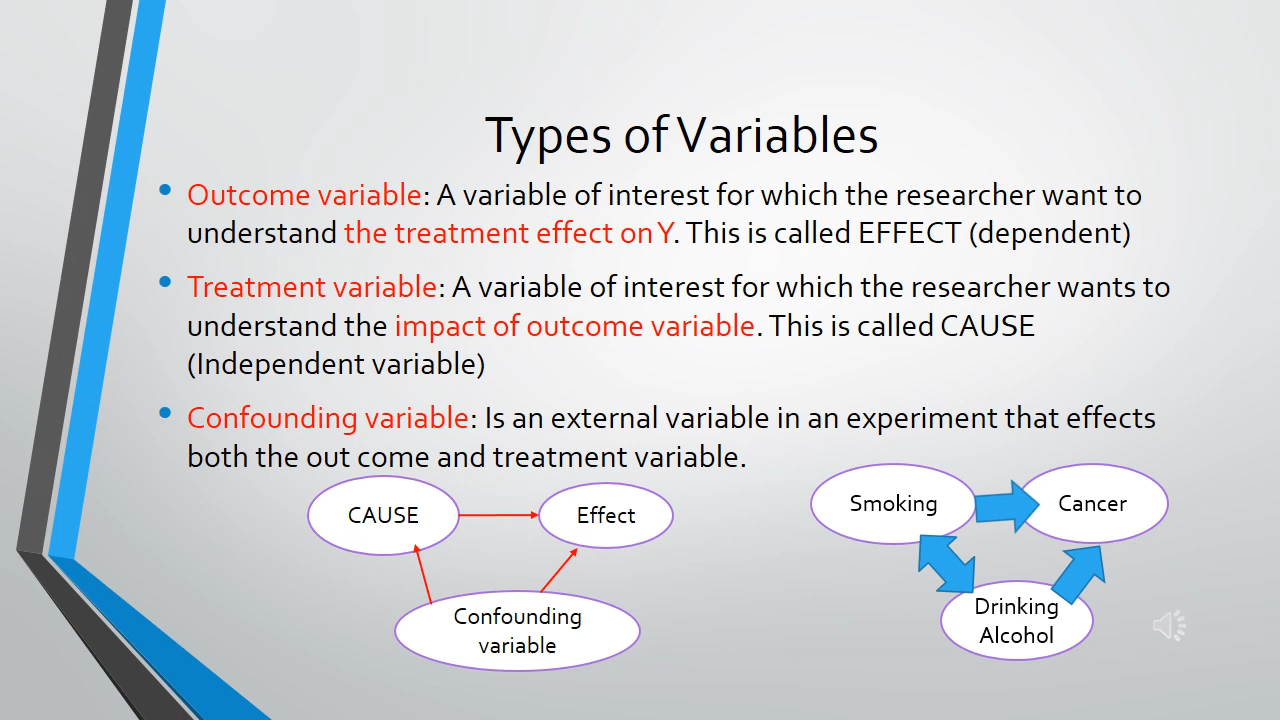 Types of Variables
Outcome variable: A variable of interest for which the researcher want to
understand the treatment effect on Y. This is called EFFECT (dependent)
Treatment variable: A variable of interest for which the researcher wants to
understand the impact of outcome variable. This is called CAUSE
(Independent variable)
Confounding variable: Is an external variable in an experiment that effects
both the out come and treatment variable.
CAUSE
Effect
Confounding
variable
Smoking
Cancer
Drinking
Alcohol